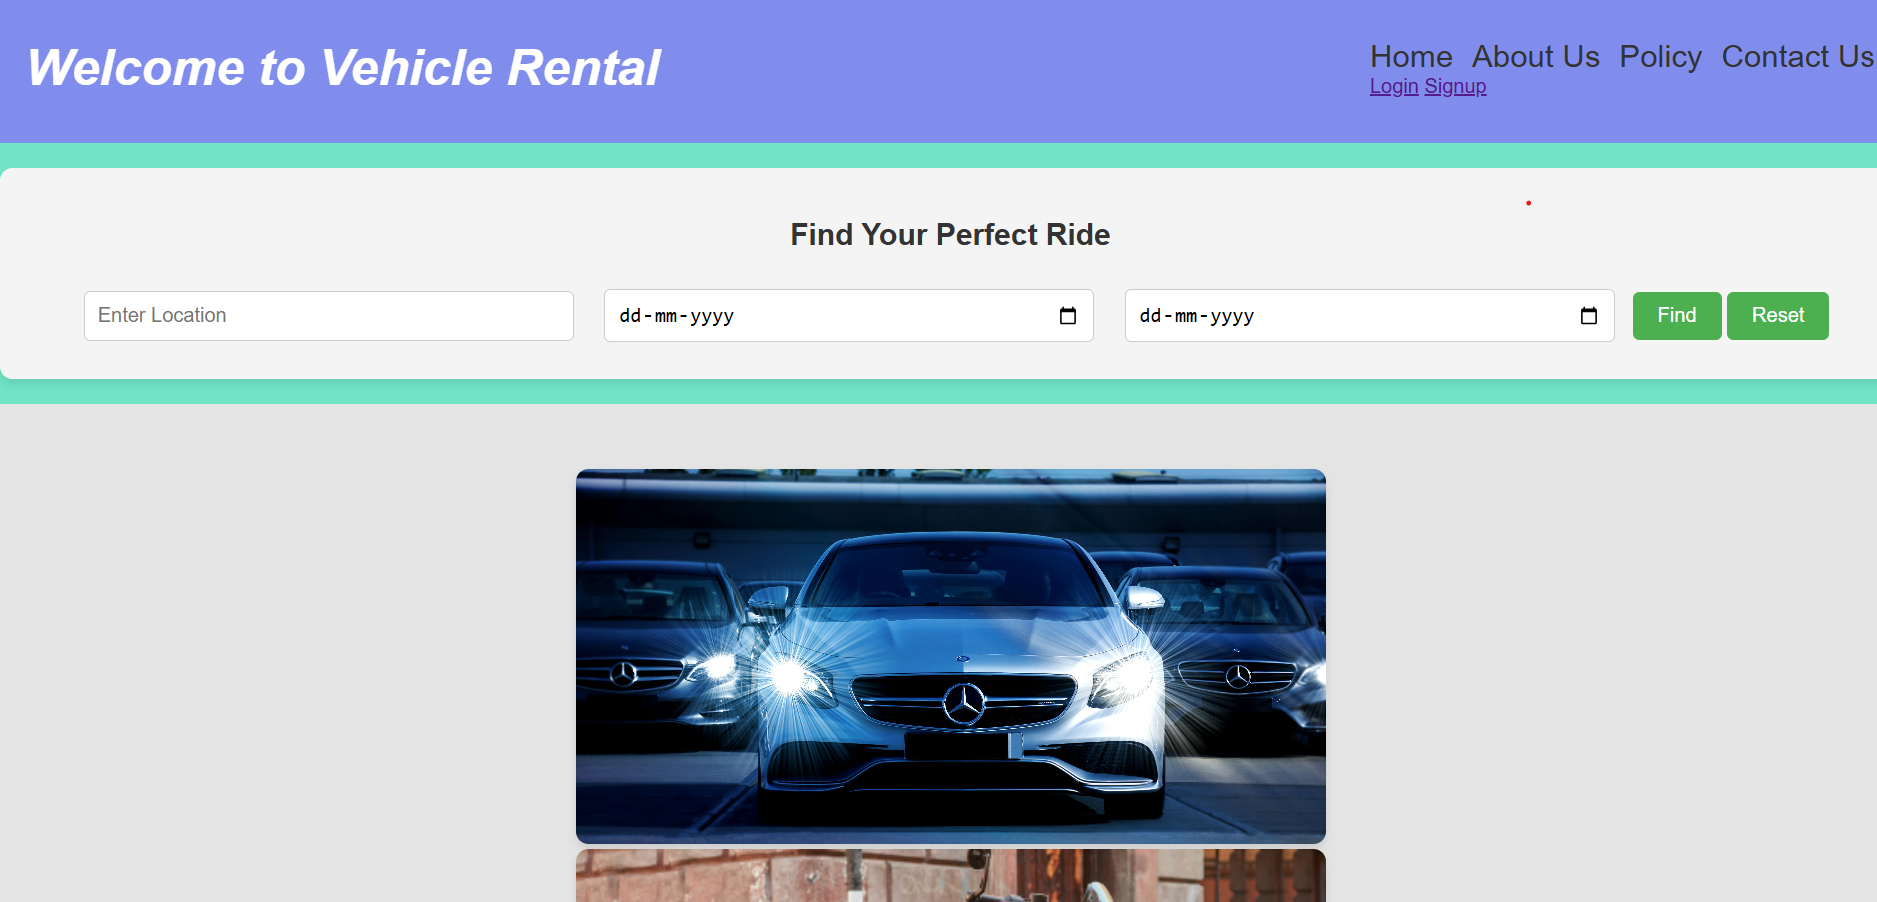 Welcome to Vehicle Rental
Home About Us Policy Contact Us
Login Signup
Find Your Perfect Ride
Enter Location
dd-mm-yyyy
dd-mm-yyyy
Find
Reset